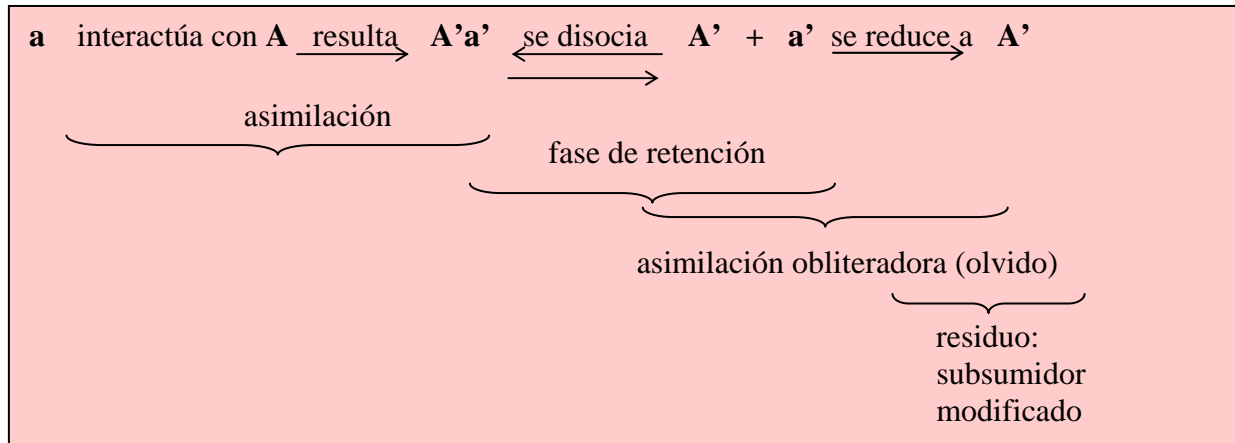 a interactúa con A resulta A’a’ se disocia A’ + a’ se reduce a A’
asimilación
fase de retención
asimilación obliteradora (olvido)
residuo:
subsumidor
modificado